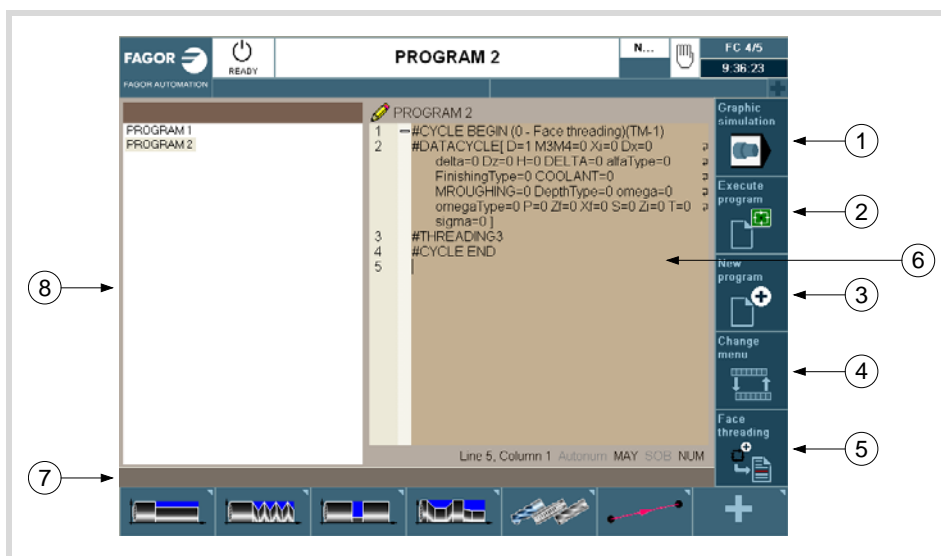 FAGOR
FAGOR AUTOMATION
READY
PROGRAM 2
N...
FC 4/5
9:36:23
PROGRAM 1
PROGRAM 2
PROGRAM 2
1 #CYCLE BEGIN (0 - Face threading)(TM-1)
2 #DATACYCLE[ D=1 M3M4=0 Xi=0 Dx=0
delta=0 Dz=0 H=0 DELTA=0 alfaType=0
FinishingType=0 COOLANT=0
MROUGHING=0 DepthType=0 omega=0
omegaType=0 P=0 Zf=0 Xf=0 S=0 Zi=0 T=0
sigma=0 ]
3 #THREADING3
4 #CYCLE END
5
Line 5, Column 1 Autonum MAY SOB NUM
Graphic
simulation
Execute
program
New
program
Change
menu
Face
threading
1
2
3
4
5
6
7
8